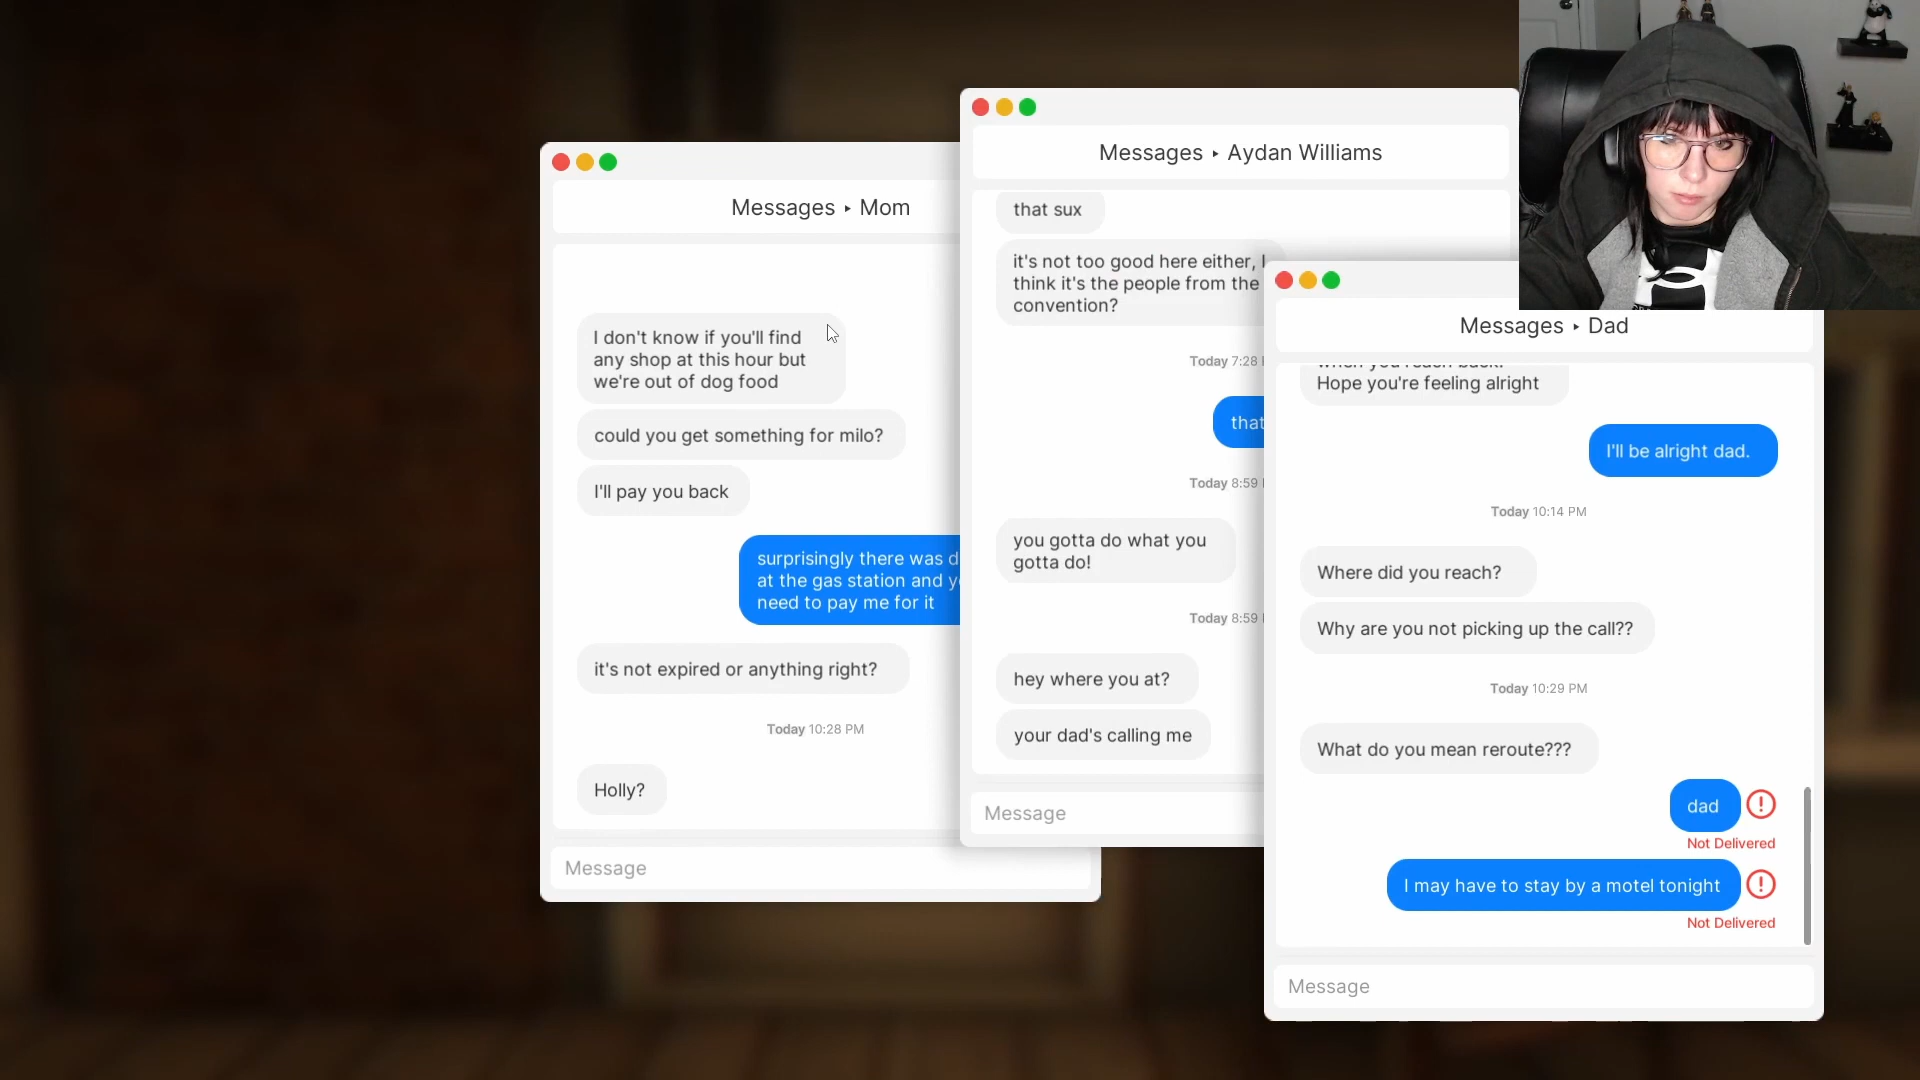 Messages ‣ Mom
I don't know if you'll find
any shop at this hour but
we're out of dog food
could you get something for milo?
I'll pay you back
surprisingly there was
at the gas station and
need to pay me for it
it's not expired or anything right?
Today 10:28 PM
Holly?
Message
Messages ‣ Aydan Williams
that sux
it's not too good here either, I
think it's the people from the
convention?
Today 7:28
that
Today 8:59
you gotta do what you
gotta do!
Today 8:59
hey where you at?
your dad's calling me
Message
Messages ‣ Dad
when you reach back.
Hope you're feeling alright
I'll be alright dad.
Today 10:14 PM
Where did you reach?
Why are you not picking up the call??
Today 10:29 PM
What do you mean reroute???
dad
Not Delivered
I may have to stay by a motel tonight
Not Delivered
Message